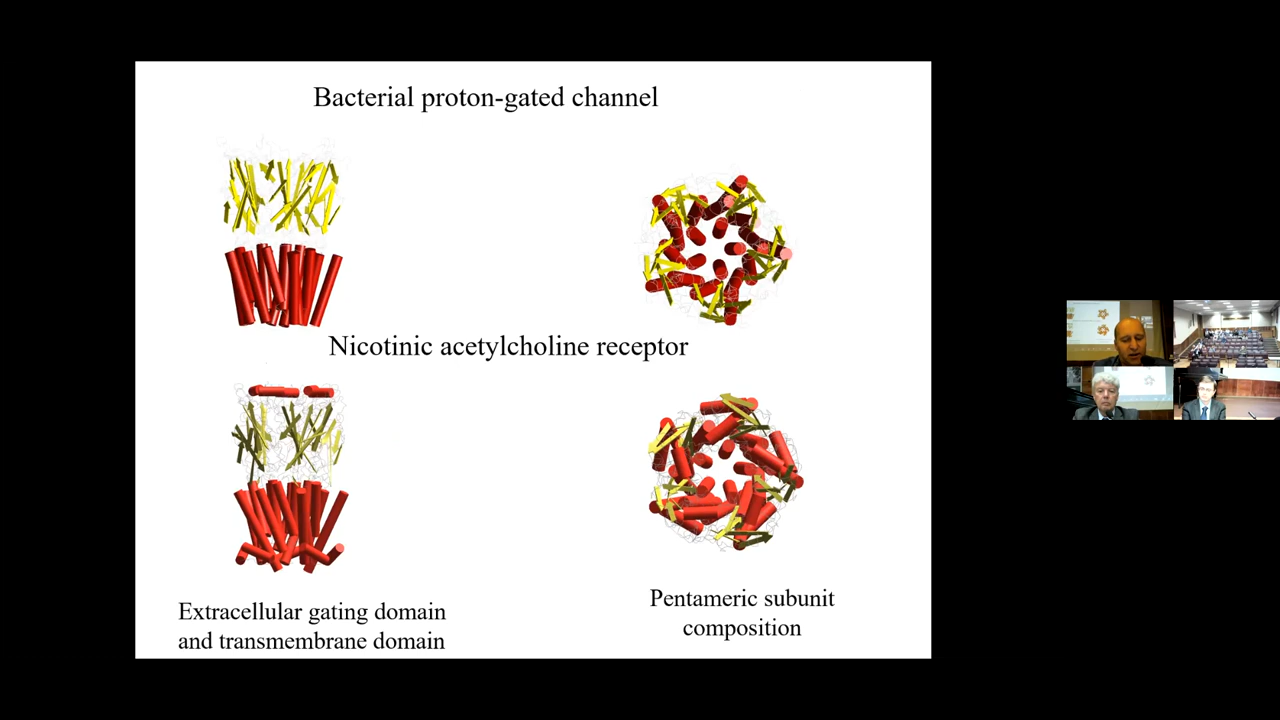 Bacterial proton-gated channel
Nicotinic acetylcholine receptor
Extracellular gating domain
and transmembrane domain
Pentameric subunit
composition